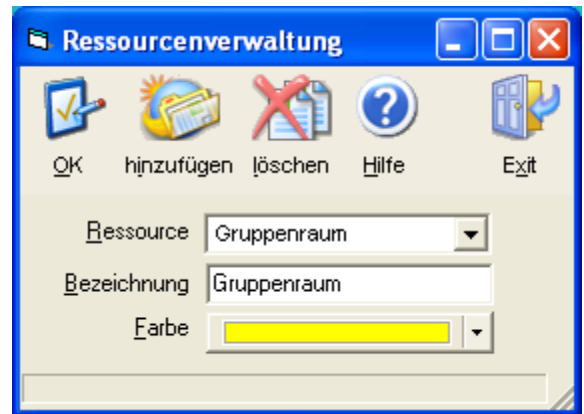 Ressourcenverwaltung
OK hinzufügen löschen Hilfe Exit
Ressource Gruppenraum
Bezeichnung Gruppenraum
Farbe